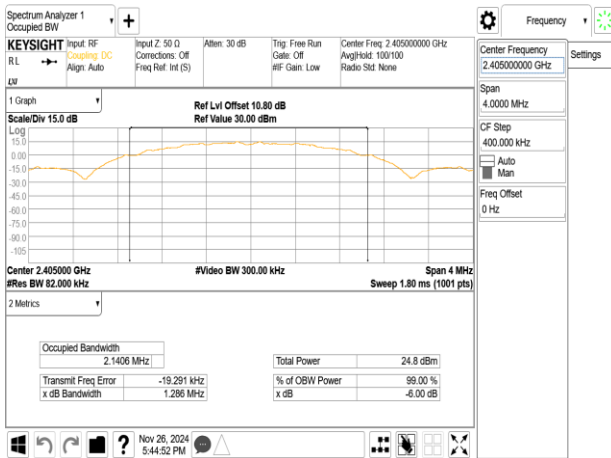 Spectrum Analyzer 1
Occupied BW
Frequency
KEYSIGHT
Input: RF
Coupling: DC
Align: Auto
Input Z: 50 Ω
Corrections: Off
Freq Ref: Int (S)
Atten: 30 dB
Trig: Free Run
Gate: Off
#IF Gain: Low
Center Freq: 2.405000000 GHz
Avg|Hold: 100/100
Radio Std: None
RL
LXI
Center Frequency
2.405000000 GHz
Settings
Span
4.0000 MHz
CF Step
400.000 kHz
Auto
Man
Freq Offset
0 Hz
1 Graph
Scale/Div 15.0 dB
Ref Lvl Offset 10.80 dB
Ref Value 30.00 dBm
Log
15.0
0.00
-15.0
-30.0
-45.0
-60.0
-75.0
-90.0
-105
Center 2.405000 GHz
#Res BW 82.000 kHz
#Video BW 300.00 kHz
Span 4 MHz
Sweep 1.80 ms (1001 pts)
2 Metrics
Occupied Bandwidth
2.1406 MHz
Total Power 24.8 dBm
Transmit Freq Error -19.291 kHz
% of OBW Power 99.00 %
x dB Bandwidth 1.286 MHz
x dB -6.00 dB
?
Nov 26, 2024
5:44:52 PM